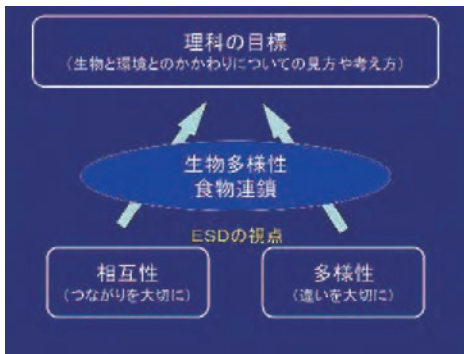 理科の目標
(生物と環境とのかかわりについての見方や考え方)
生物多様性
食物連鎖
ESDの視点
相互性
(つながりを大切に)
多様性
(違いを大切に)